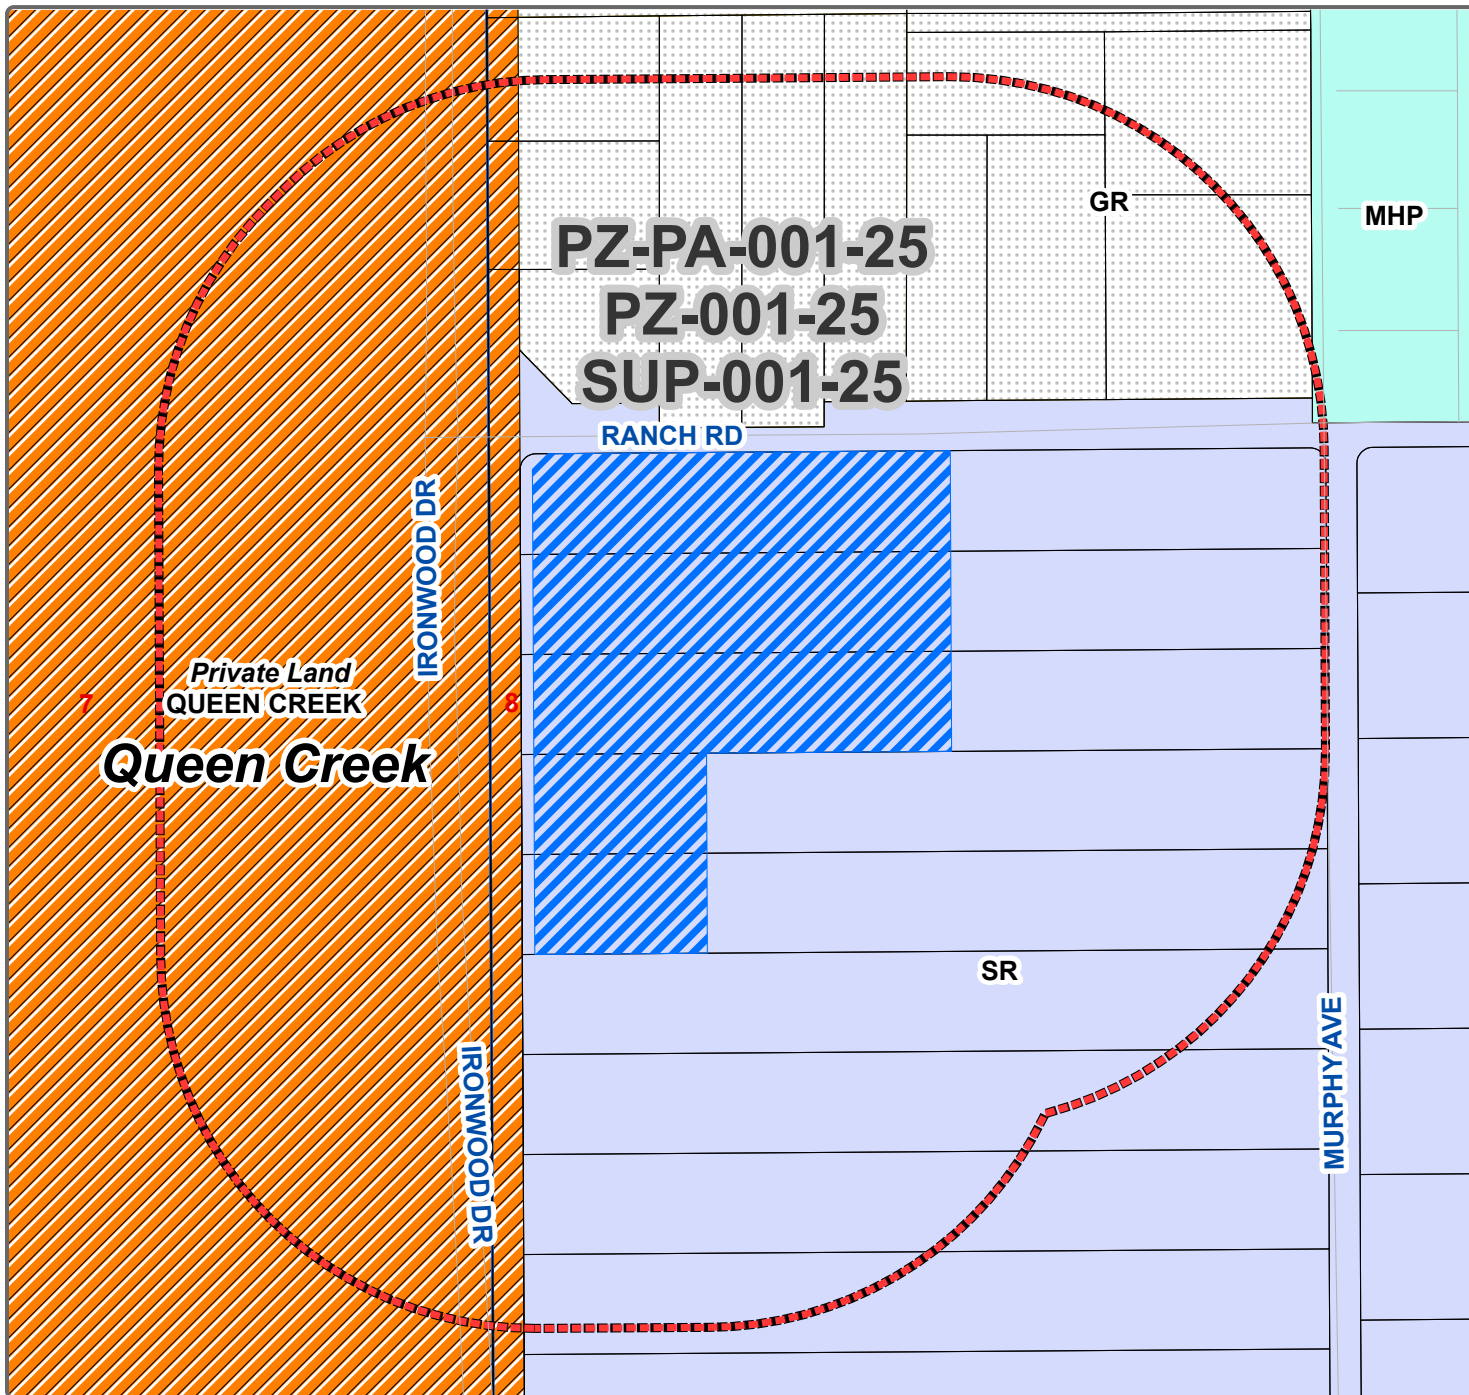 GR
MHP
PZ-PA-001-25
PZ-001-25
SUP-001-25
RANCH RD
IRONWOOD DR
Private Land
QUEEN CREEK
7
8
Queen Creek
SR
MURPHY AVE
IRONWOOD DR